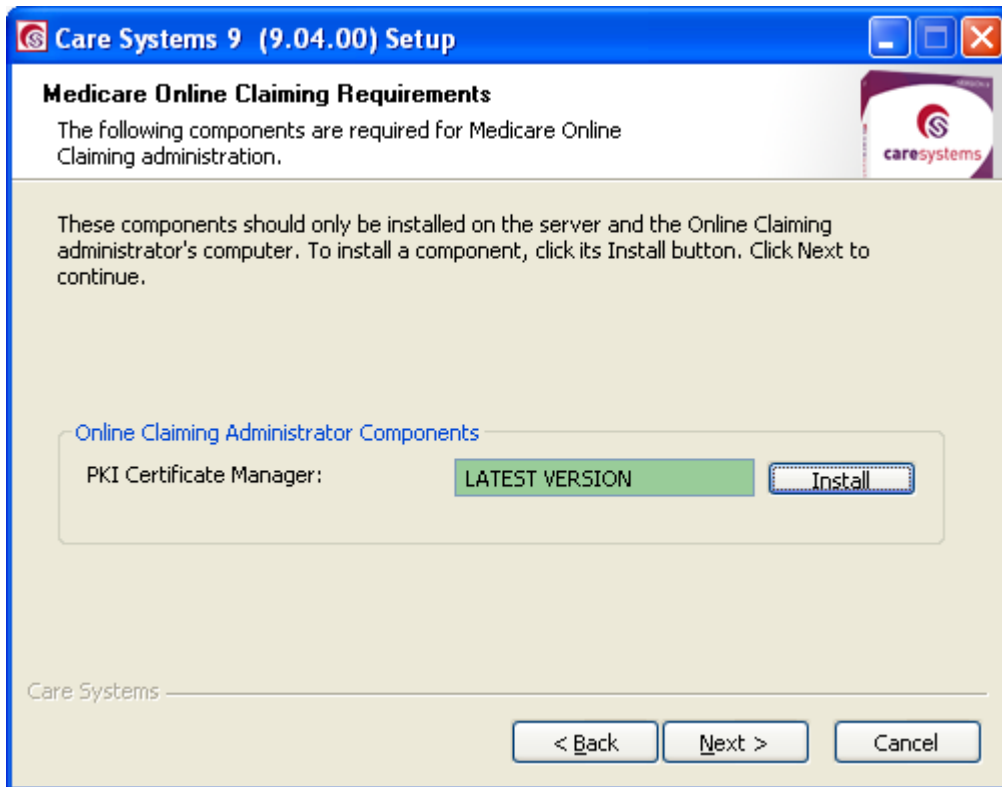 Care Systems 9 (9.04.00) Setup
Medicare Online Claiming Requirements
The following components are required for Medicare Online
Claiming administration.
caresystems
These components should only be installed on the server and the Online Claiming
administrator's computer. To install a component, click its Install button. Click Next to
continue.
Online Claiming Administrator Components
PKI Certificate Manager:
LATEST VERSION
Install
Care Systems
< Back
Next >
Cancel